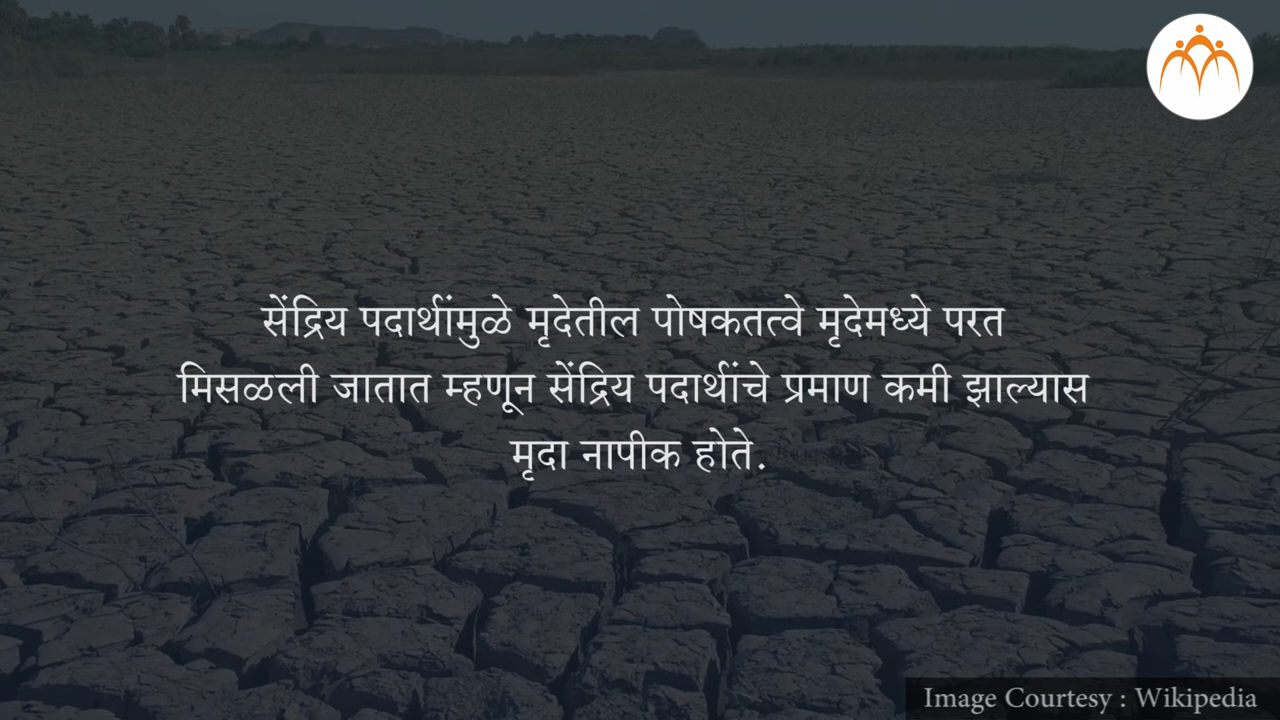 सेंद्रिय पदार्थांमुळे मृदेतील पोषकतत्वे मृदेमध्ये परत
मिसळली जातात म्हणून सेंद्रिय पदार्थांचे प्रमाण कमी झाल्यास
मृदा नापीक होते.
Image Courtesy : Wikipedia